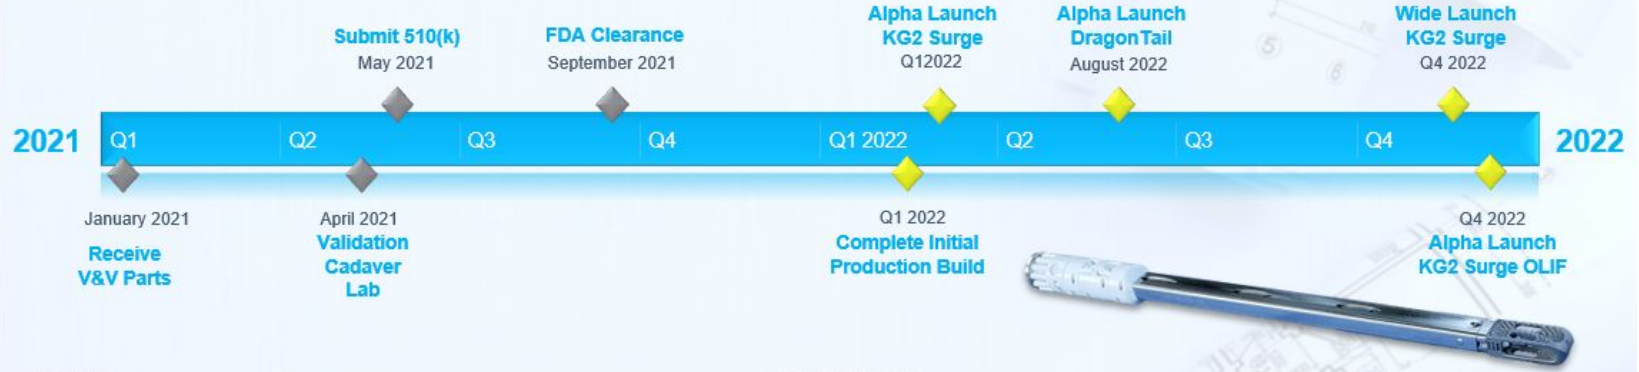 Submit 510(k)
May 2021
FDA Clearance
September 2021
Alpha Launch
KG2 Surge
Q12022
Alpha Launch
DragonTail
August 2022
Wide Launch
KG2 Surge
Q4 2022
2021
Q1
Q2
Q3
Q4
Q1 2022
Q2
Q3
Q4
2022
January 2021
Receive
V&V Parts
April 2021
Validation
Cadaver
Lab
Q1 2022
Complete Initial
Production Build
Q4 2022
Alpha Launch
KG2 Surge OLIF
5
6